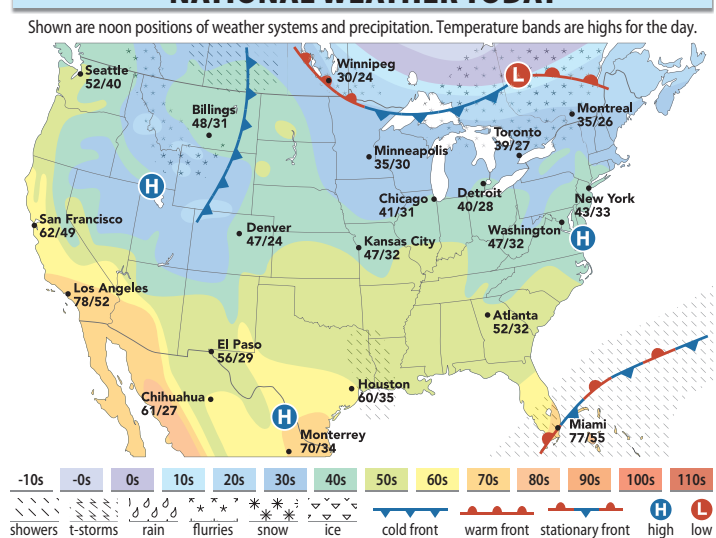 NATIONAL WEATHER TODAY
Shown are noon positions of weather systems and precipitation. Temperature bands are highs for the day.
Seattle
52/40
Winnipeg
30/24
L
Billings
48/31
Montreal
35/26
Toronto
39/27
Minneapolis
35/30
H
Chicago
41/31
Detroit
40/28
New York
43/33
San Francisco
62/49
Denver
47/24
Kansas City
47/32
Washington
47/32
H
Los Angeles
78/52
Atlanta
52/32
El Paso
56/29
Houston
60/35
Chihuahua
61/27
H
Monterrey
70/34
Miami
77/55
-10s -0s 0s 10s 20s 30s 40s 50s 60s 70s 80s 90s 100s 110s
H L
showers t-storms rain flurries snow ice cold front warm front stationary front high low